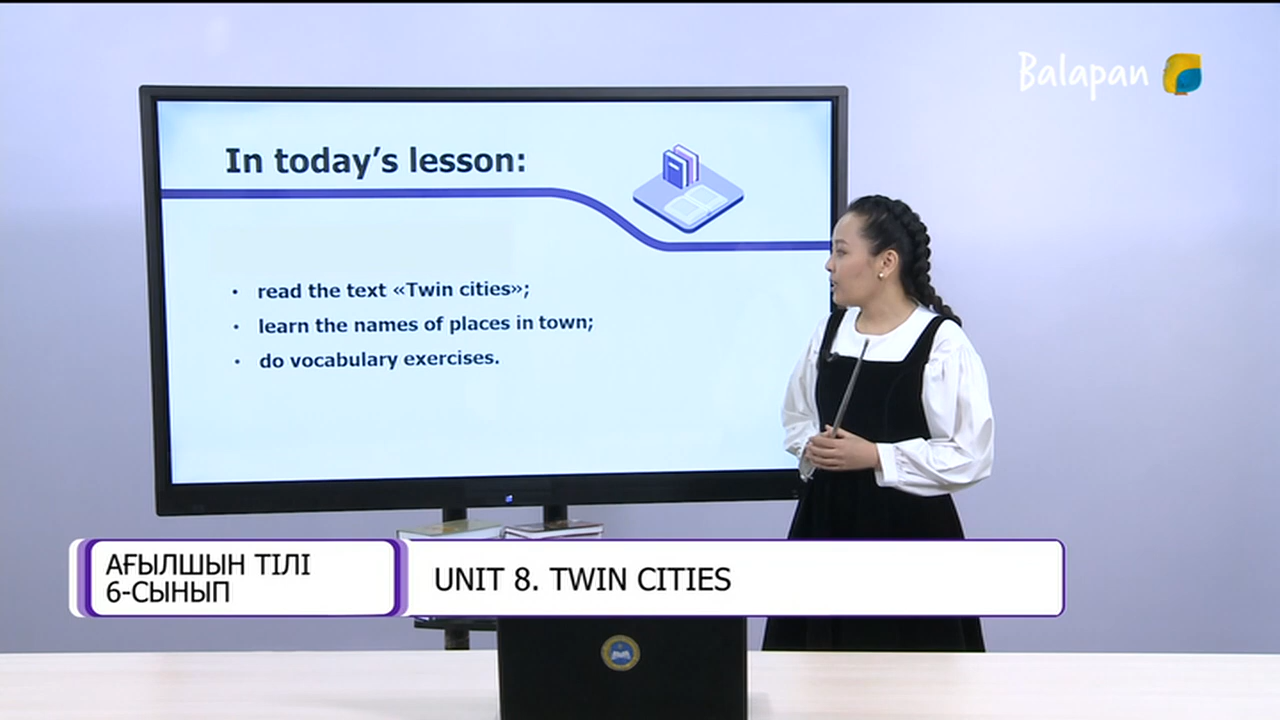 Balapan
In today’s lesson:
• read the text «Twin cities»;
• learn the names of places in town;
• do vocabulary exercises.
АҒЫЛШЫН ТІЛІ
6-СЫНЫП
UNIT 8. TWIN CITIES